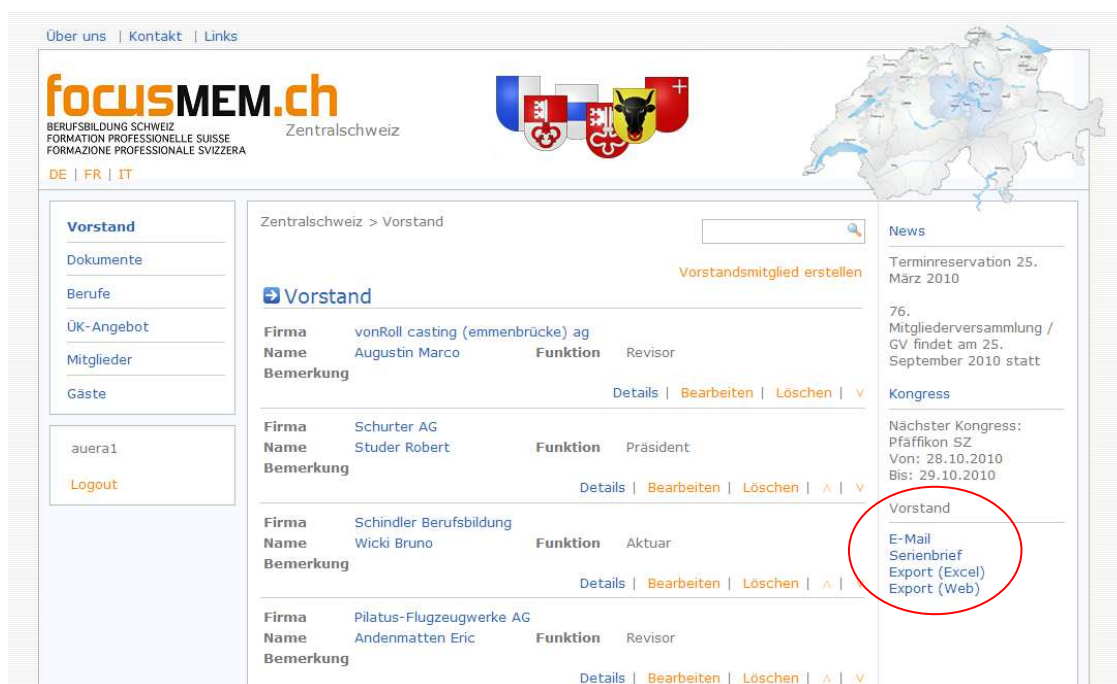 Über uns | Kontakt | Links
focusMEM.ch
BERUFSBILDUNG SCHWEIZ
FORMATION PROFESSIONELLE SUISSE
FORMAZIONE PROFESSIONALE SVIZZERA
Zentralschweiz
DE | FR | IT
Vorstand
Dokumente
Berufe
ÜK-Angebot
Mitglieder
Gäste
auera1
Logout
Zentralschweiz > Vorstand
Vorstandsmitglied erstellen
Vorstand
Firma vonRoll casting (emmenbrücke) ag
Name Augustin Marco Funktion Revisor
Bemerkung
Details | Bearbeiten | Löschen | v
Firma Schurter AG
Name Studer Robert Funktion Präsident
Bemerkung
Details | Bearbeiten | Löschen | ʌ | v
Firma Schindler Berufsbildung
Name Wicki Bruno Funktion Aktuar
Bemerkung
Details | Bearbeiten | Löschen | ʌ | v
Firma Pilatus-Flugzeugwerke AG
Name Andenmatten Eric Funktion Revisor
Bemerkung
Details | Bearbeiten | Löschen | ʌ | v
News
Terminreservation 25.
März 2010
76.
Mitgliederversammlung /
GV findet am 25.
September 2010 statt
Kongress
Nächster Kongress:
Pfäffikon SZ
Von: 28.10.2010
Bis: 29.10.2010
Vorstand
E-Mail
Serienbrief
Export (Excel)
Export (Web)